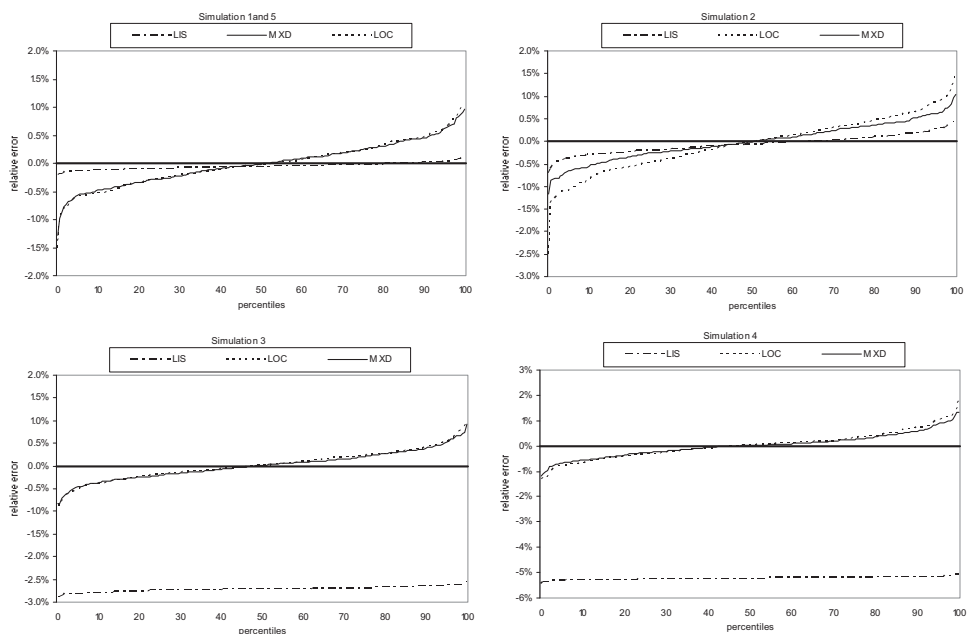 Simulation 1and 5
LIS MXD LOC
2.0%
1.5%
1.0%
0.5%
0.0%
-0.5%
-1.0%
-1.5%
-2.0%
relative error
0 10 20 30 40 50 60 70 80 90 100
percentiles
Simulation 2
LIS LOC MXD
2.0%
1.5%
1.0%
0.5%
0.0%
-0.5%
-1.0%
-1.5%
-2.0%
-2.5%
-3.0%
relative error
0 10 20 30 40 50 60 70 80 90 100
percentiles
Simulation 3
LIS LOC MXD
2.0%
1.5%
1.0%
0.5%
0.0%
-0.5%
-1.0%
-1.5%
-2.0%
-2.5%
-3.0%
relative error
0 10 20 30 40 50 60 70 80 90 100
percentiles
Simulation 4
LIS LOC MXD
3%
2%
1%
0%
-1%
-2%
-3%
-4%
-5%
-6%
relative error
0 10 20 30 40 50 60 70 80 90 100
percentiles